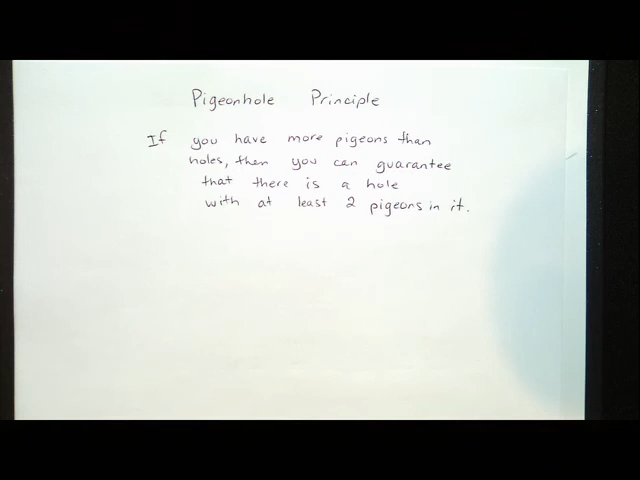 Pigeonhole Principle
If you have more pigeons than
holes, then you can guarantee
that there is a hole
with at least 2 pigeons in it.